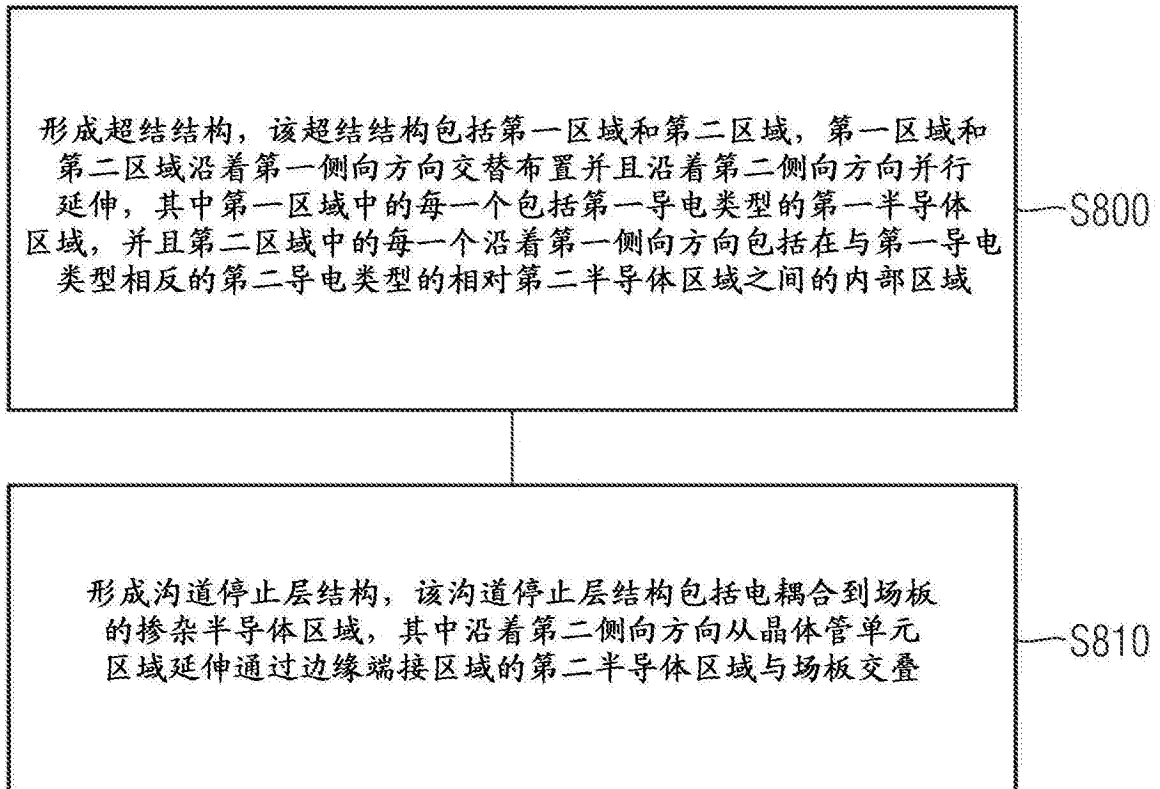 形成超结结构，该超结结构包括第一区域和第二区域，第一区域和
第二区域沿着第一侧向方向交替布置并且沿着第二侧向方向并行
延伸，其中第一区域中的每一个包括第一导电类型的第一半导体
区域，并且第二区域中的每一个沿着第一侧向方向包括在与第一导电
类型相反的第二导电类型的相对第二半导体区域之间的内部区域
S800
形成沟道停止层结构，该沟道停止层结构包括电耦合到场板
的掺杂半导体区域，其中沿着第二侧向方向从晶体管单元
区域延伸通过边缘端接区域的第二半导体区域与场板交叠
S810